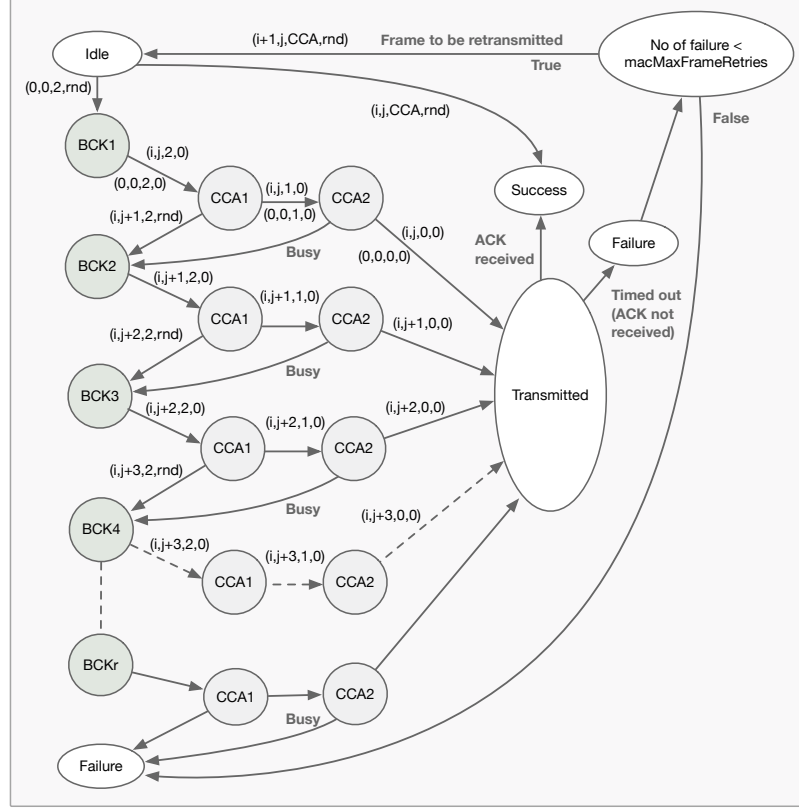 (i+1,j,CCA,rnd)
Frame to be retransmitted
True
No of failure <
macMaxFrameRetries
Idle
(0,0,2,rnd)
(i,j,CCA,rnd)
False
BCK1
(i,j,2,0)
(0,0,2,0)
CCA1
(i,j,1,0)
(0,0,1,0)
CCA2
Success
(i,j+1,2,rnd)
(i,j,0,0)
(0,0,0,0)
ACK
received
Failure
BCK2
Busy
(i,j+1,2,0)
Timed out
(ACK not
received)
CCA1
(i,j+1,1,0)
CCA2
(i,j+1,0,0)
(i,j+2,2,rnd)
Busy
Transmitted
BCK3
(i,j+2,2,0)
(i,j+2,0,0)
CCA1
(i,j+2,1,0)
CCA2
(i,j+3,2,rnd)
Busy
BCK4
(i,j+3,0,0)
(i,j+3,2,0)
CCA1
(i,j+3,1,0)
CCA2
BCKr
CCA1
CCA2
Busy
Failure